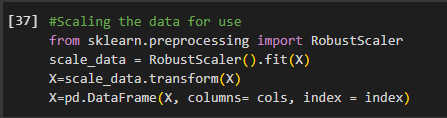 [37] #Scaling the data for use
from sklearn.preprocessing import RobustScaler
scale_data = RobustScaler().fit(X)
X=scale_data.transform(X)
X=pd.DataFrame(X, columns= cols, index = index)